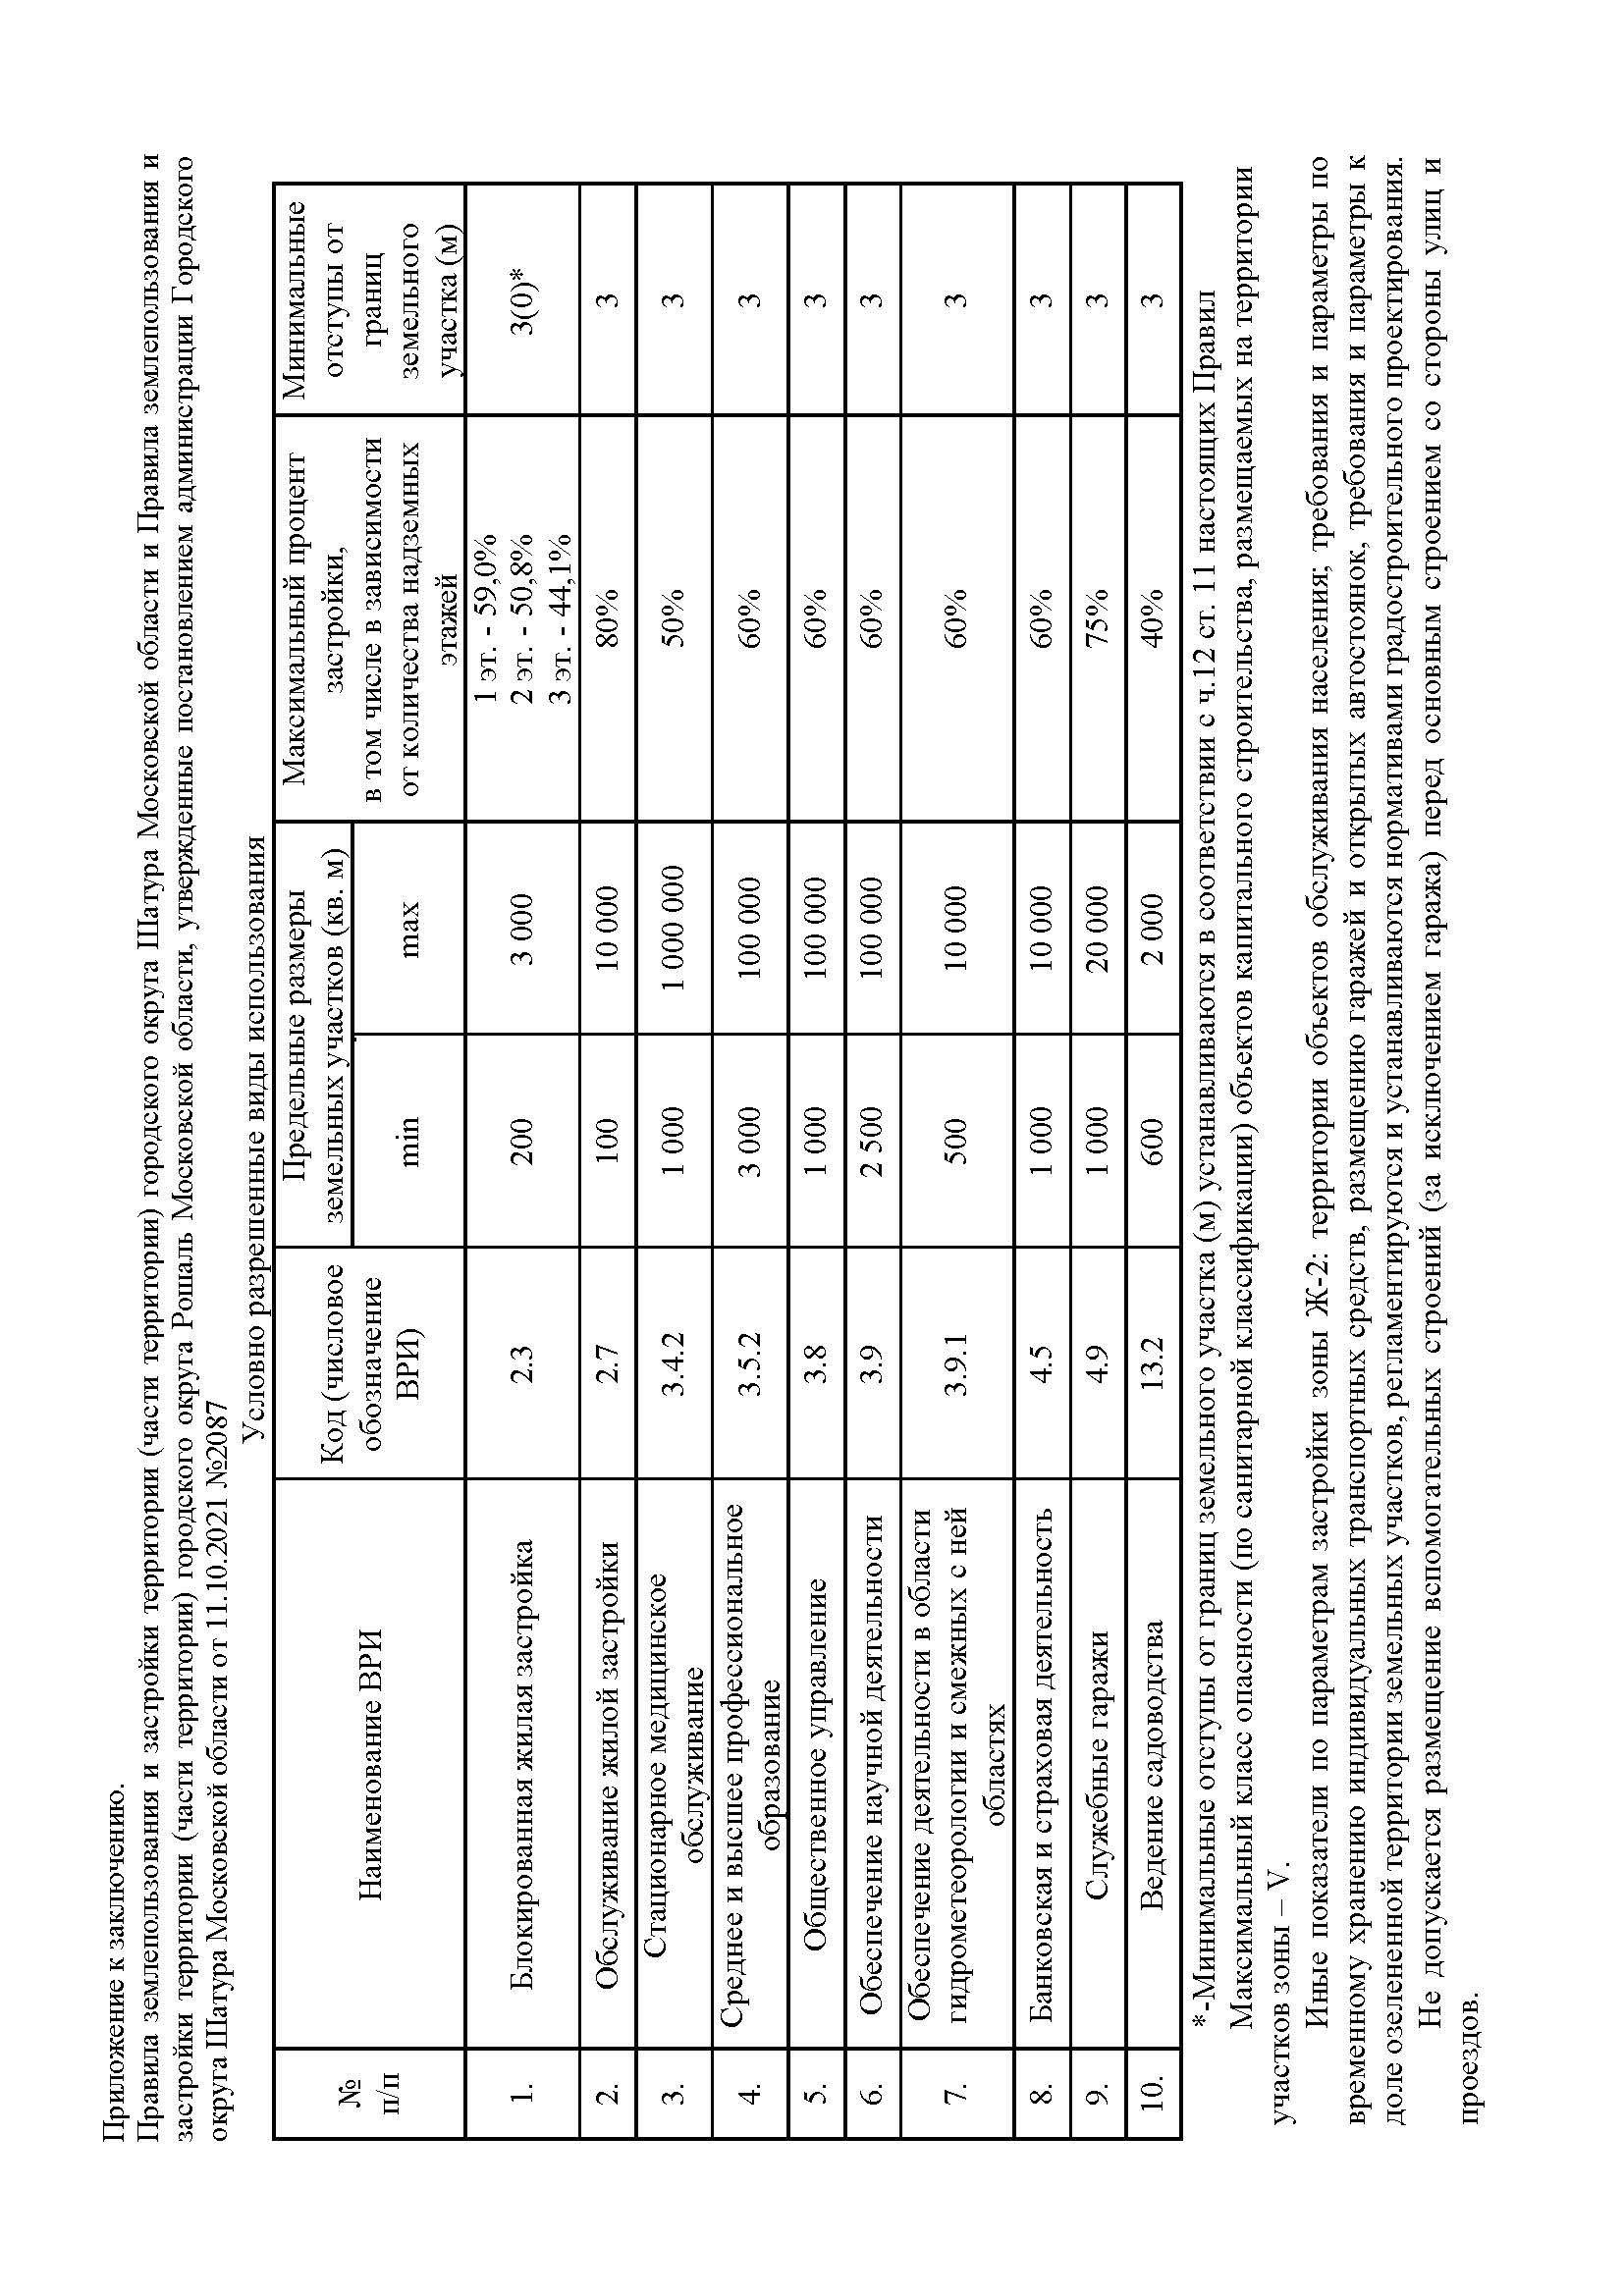 Приложение к заключению.
Правила землепользования и застройки территории (части территории) городского округа Шатура Московской области и Правила землепользования и
застройки территории (части территории) городского округа Рошаль Московской области, утвержденные постановлением администрации Городского
округа Шатура Московской области от 11.10.2021 №2087
Условно разрешенные виды использования
№
п/п
Наименование ВРИ
Код (числовое
обозначение
ВРИ)
Предельные размеры
земельных участков (кв. м)
min
max
Максимальный процент
застройки,
в том числе в зависимости
от количества надземных
этажей
Минимальные
отступы от
границ
земельного
участка (м)
1. Блокированная жилая застройка 2.3 200 3 000 1 эт. - 59,0%
2 эт. - 50,8%
3 эт. - 44,1%
3(0)*
2. Обслуживание жилой застройки 2.7 100 10 000 80% 3
3. Стационарное медицинское
обслуживание
3.4.2 1 000 1 000 000 50% 3
4. Среднее и высшее профессиональное
образование
3.5.2 3 000 100 000 60% 3
5. Общественное управление 3.8 1 000 100 000 60% 3
6. Обеспечение научной деятельности 3.9 2 500 100 000 60% 3
7. Обеспечение деятельности в области
гидрометеорологии и смежных с ней
областях
3.9.1 500 10 000 60% 3
8. Банковская и страховая деятельность 4.5 1 000 10 000 60% 3
9. Служебные гаражи 4.9 1 000 20 000 75% 3
10. Ведение садоводства 13.2 600 2 000 40% 3
*-Минимальные отступы от границ земельного участка (м) устанавливаются в соответствии с ч.12 ст. 11 настоящих Правил
Максимальный класс опасности (по санитарной классификации) объектов капитального строительства, размещаемых на территории
участков зоны – V.
Иные показатели по параметрам застройки зоны Ж-2: территории объектов обслуживания населения; требования и параметры по
временному хранению индивидуальных транспортных средств, размещению гаражей и открытых автостоянок, требования и параметры к
доле озелененной территории земельных участков, регламентируются и устанавливаются нормативами градостроительного проектирования.
Не допускается размещение вспомогательных строений (за исключением гаража) перед основным строением со стороны улиц и
проездов.